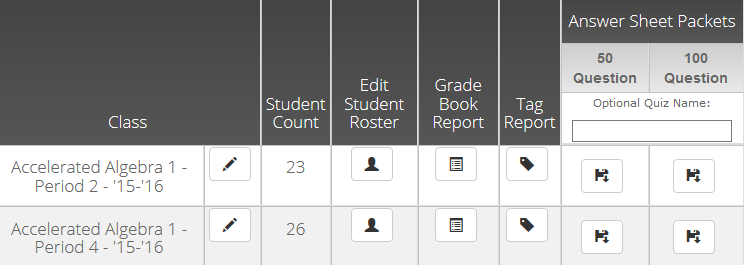 Answer Sheet Packets
50
Question
100
Question
Class
Student
Count
Edit
Student
Roster
Grade
Book
Report
Tag
Report
Optional Quiz Name:
Accelerated Algebra 1 -
Period 2 - '15-'16
23
Accelerated Algebra 1 -
Period 4 - '15-'16
26